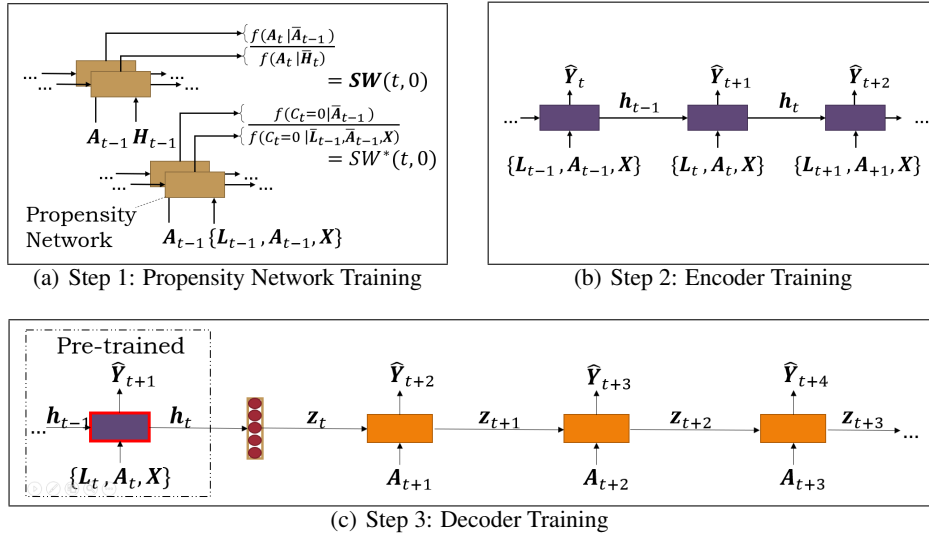 f(A_t |A̅_{t-1})
f(A_t |H̅_t)
... ...
... ...
= SW(t, 0)
A_{t-1} H_{t-1}
f(C_t=0|A̅_{t-1})
f(C_t=0 |L̅_{t-1},A̅_{t-1},X)
= SW*(t, 0)
... ...
... ...
Propensity
Network
A_{t-1} {L_{t-1} , A_{t-1}, X}
(a) Step 1: Propensity Network Training
Ŷ_t Ŷ_{t+1} Ŷ_{t+2}
... h_{t-1} h_t ...
{L_{t-1} , A_{t-1}, X} {L_t , A_t, X} {L_{t+1} , A_{+1}, X}
(b) Step 2: Encoder Training
Pre-trained
Ŷ_{t+1} Ŷ_{t+2} Ŷ_{t+3} Ŷ_{t+4}
... h_{t-1} h_t z_t z_{t+1} z_{t+2} z_{t+3} ...
{L_t , A_t, X} A_{t+1} A_{t+2} A_{t+3}
(c) Step 3: Decoder Training